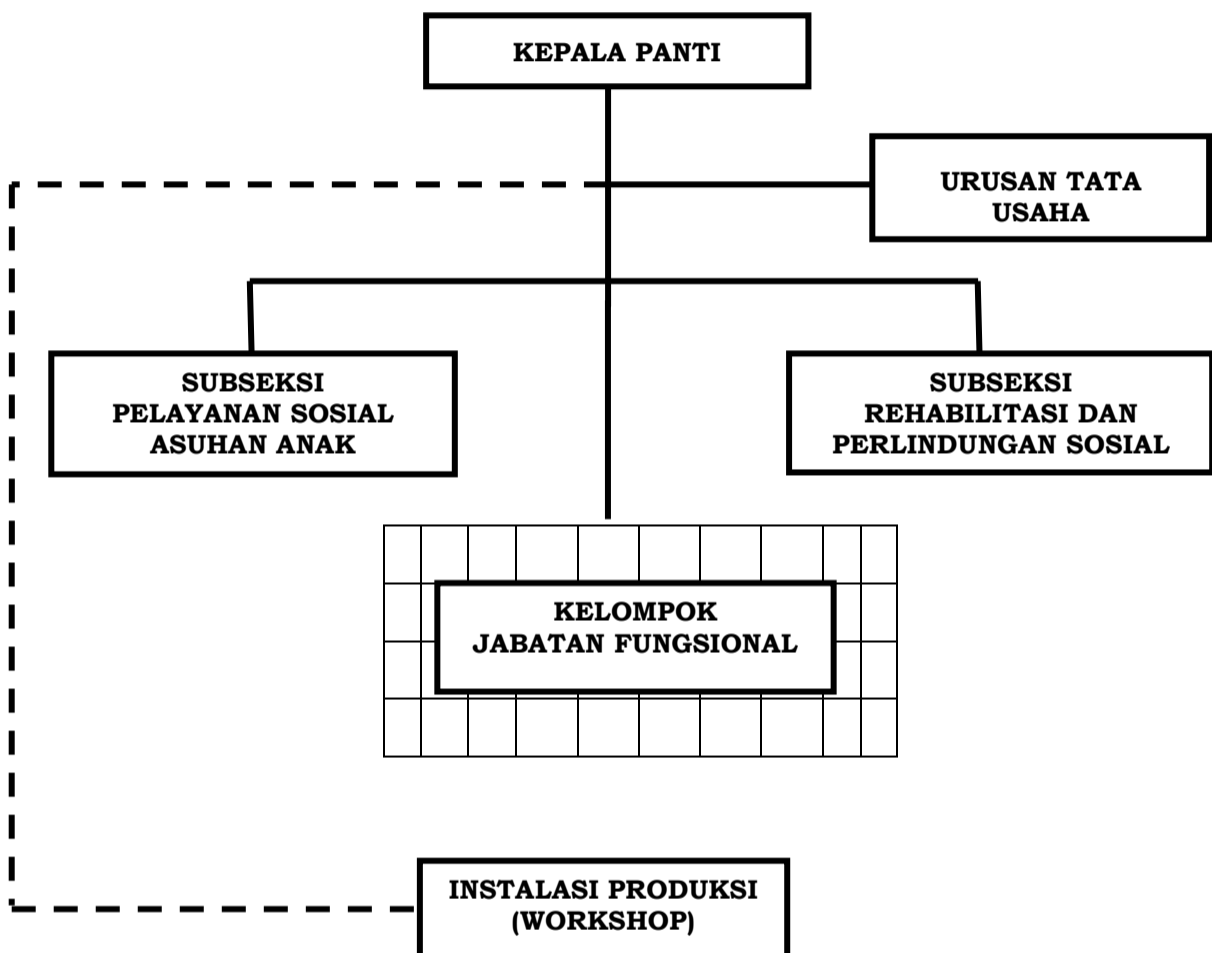 KEPALA PANTI
URUSAN TATA
USAHA
SUBSEKSI
PELAYANAN SOSIAL
ASUHAN ANAK
SUBSEKSI
REHABILITASI DAN
PERLINDUNGAN SOSIAL
KELOMPOK
JABATAN FUNGSIONAL
INSTALASI PRODUKSI
(WORKSHOP)